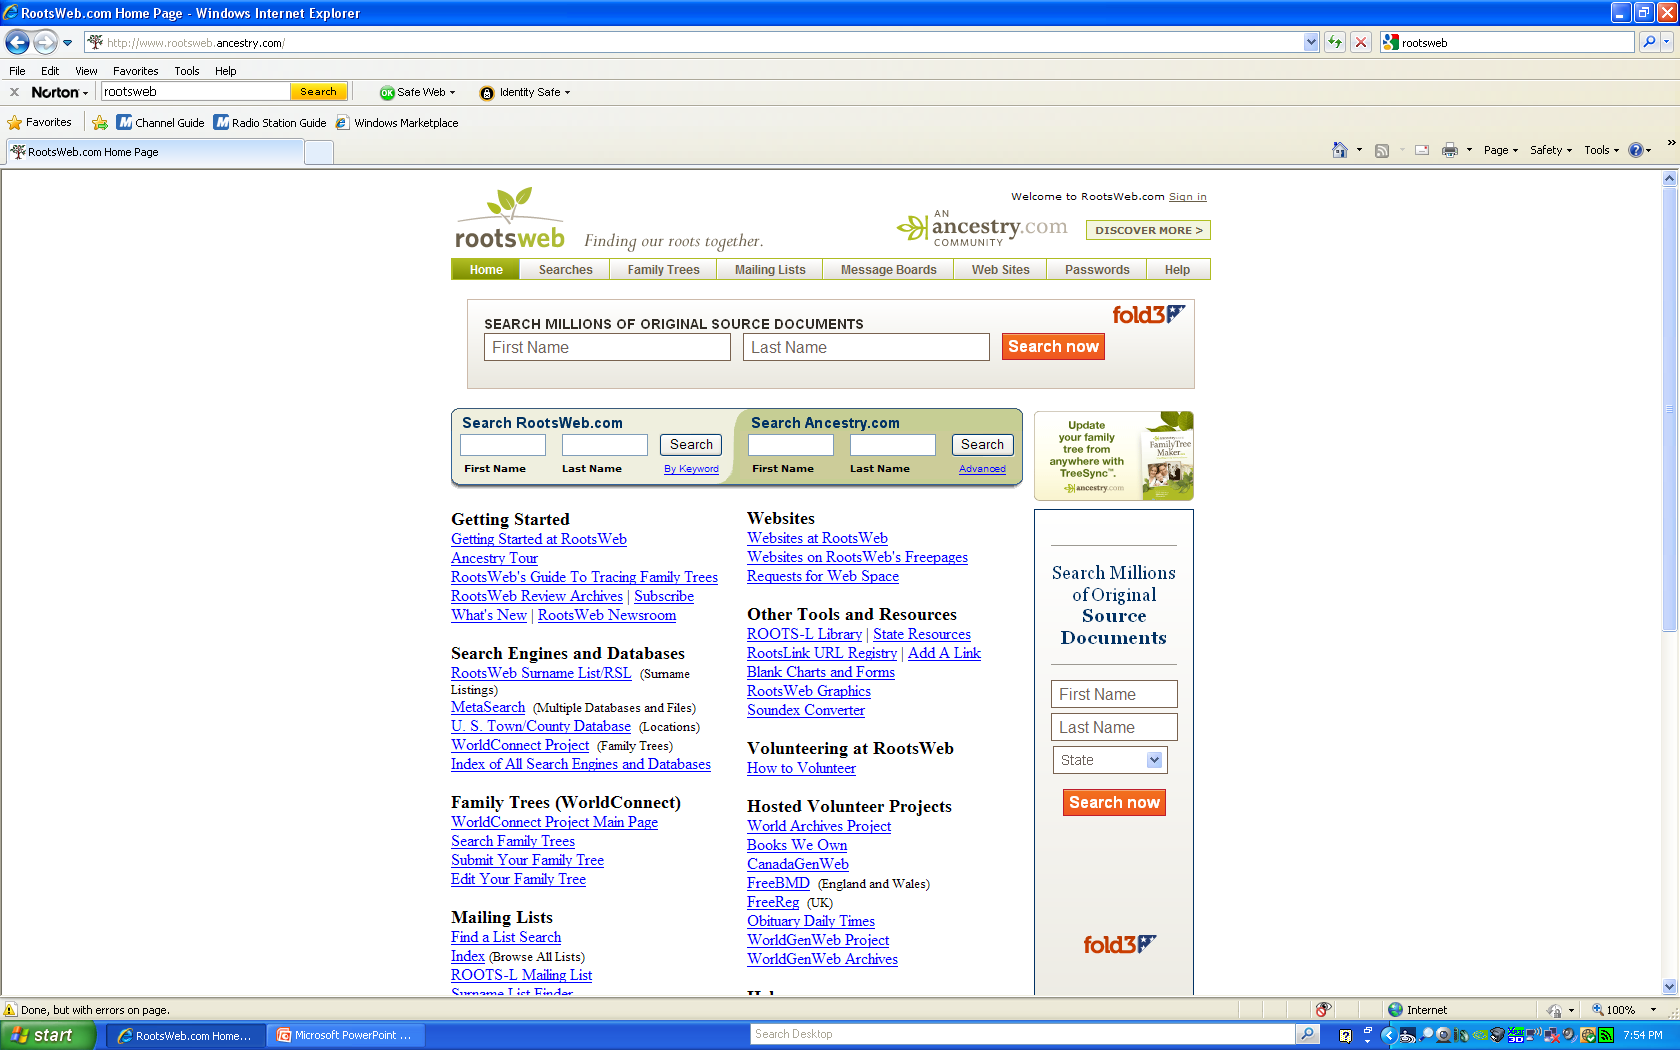 RootsWeb.com Home Page - Windows Internet Explorer
http://www.rootsweb.ancestry.com/
rootsweb
File Edit View Favorites Tools Help
x Norton rootsweb Search OK Safe Web Identity Safe
Favorites Channel Guide Radio Station Guide Windows Marketplace
RootsWeb.com Home Page
Page Safety Tools
Welcome to RootsWeb.com Sign in
rootsweb Finding our roots together.
AN ancestry.com COMMUNITY
DISCOVER MORE >
Home Searches Family Trees Mailing Lists Message Boards Web Sites Passwords Help
fold3
SEARCH MILLIONS OF ORIGINAL SOURCE DOCUMENTS
First Name Last Name Search now
Search RootsWeb.com
Search
First Name Last Name By Keyword
Search Ancestry.com
Search
First Name Last Name Advanced
Update
your family
tree from
anywhere with
TreeSync™.
ancestry.com
FamilyTree
Maker
Getting Started
Getting Started at RootsWeb
Ancestry Tour
RootsWeb's Guide To Tracing Family Trees
RootsWeb Review Archives | Subscribe
What's New | RootsWeb Newsroom
Search Engines and Databases
RootsWeb Surname List/RSL (Surname
Listings)
MetaSearch (Multiple Databases and Files)
U. S. Town/County Database (Locations)
WorldConnect Project (Family Trees)
Index of All Search Engines and Databases
Family Trees (WorldConnect)
WorldConnect Project Main Page
Search Family Trees
Submit Your Family Tree
Edit Your Family Tree
Mailing Lists
Find a List Search
Index (Browse All Lists)
ROOTS-L Mailing List
Surname List Finder
Websites
Websites at RootsWeb
Websites on RootsWeb's Freepages
Requests for Web Space
Other Tools and Resources
ROOTS-L Library | State Resources
RootsLink URL Registry | Add A Link
Blank Charts and Forms
RootsWeb Graphics
Soundex Converter
Volunteering at RootsWeb
How to Volunteer
Hosted Volunteer Projects
World Archives Project
Books We Own
CanadaGenWeb
FreeBMD (England and Wales)
FreeReg (UK)
Obituary Daily Times
WorldGenWeb Project
WorldGenWeb Archives
Search Millions
of Original
Source
Documents
First Name
Last Name
State
Search now
fold3
Done, but with errors on page.
Internet
100%
start
RootsWeb.com Home...
Microsoft PowerPoint ...
Search Desktop
7:54 PM